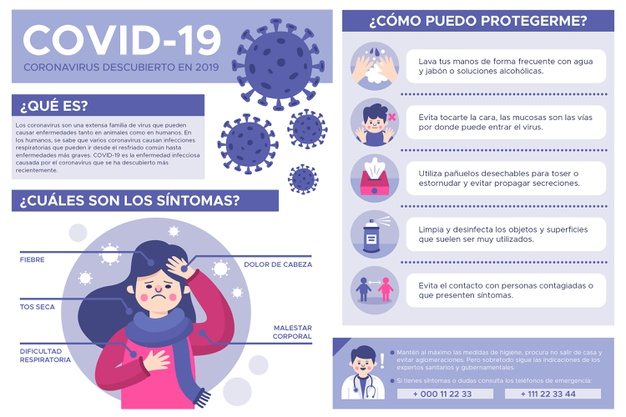 COVID-19
CORONAVIRUS DESCUBIERTO EN 2019
¿QUÉ ES?
Los coronavirus son una extensa familia de virus que pueden
causar enfermedades tanto en animales como en humanos. En
los humanos, se sabe que varios coronavirus causan infecciones
respiratorias que pueden ir desde el resfriado común hasta
enfermedades más graves. COVID-19 es la enfermedad infecciosa
causada por el coronavirus que se ha descubierto más
recientemente.
¿CUÁLES SON LOS SÍNTOMAS?
FIEBRE
DOLOR DE CABEZA
TOS SECA
MALESTAR
CORPORAL
DIFICULTAD
RESPIRATORIA
¿CÓMO PUEDO PROTEGERME?
Lava tus manos de forma frecuente con agua
y jabón o soluciones alcohólicas.
Evita tocarte la cara, las mucosas son las vías
por donde puede entrar el virus.
Utiliza pañuelos desechables para toser o
estornudar y evitar propagar secreciones.
Limpia y desinfecta los objetos y superficies
que suelen ser muy utilizados.
Evita el contacto con personas contagiadas o
que presenten síntomas.
Mantén al máximo las medidas de higiene, procura no salir de casa y
evitar aglomeraciones. Pero sobretodo sigue las indicaciones de los
expertos sanitarios y gubernamentales.
Si tienes síntomas o dudas consulta los teléfonos de emergencia:
+ 000 11 22 33
+ 111 22 33 44